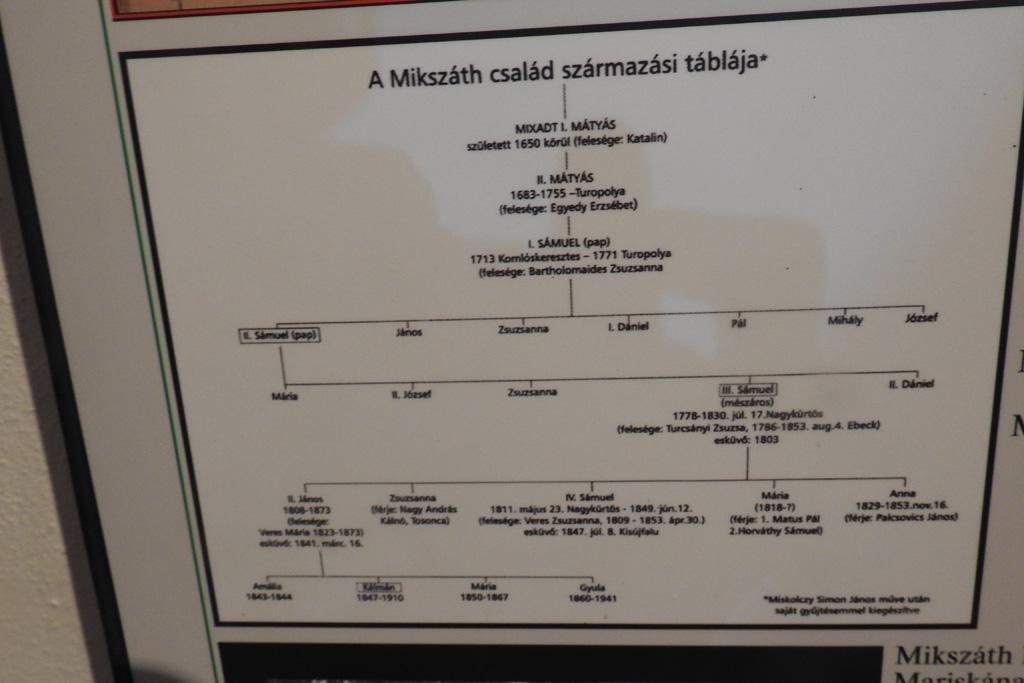 A Mikszáth család származási táblája*
MIXADT I. MÁTYÁS
született 1650 körül (felesége: Katalin)
II. MÁTYÁS
1683-1755 –Turopolya
(felesége: Egyedy Erzsébet)
I. SÁMUEL (pap)
1713 Komlóskeresztes – 1771 Turopolya
(felesége: Bartholomaides Zsuzsanna
II. Sámuel (pap)
János
Zsuzsanna
I. Dániel
Pál
Mihály
József
Mária
II. József
Zsuzsanna
III. Sámuel
(mészáros)
1778-1830. júl. 17.Nagykürtös
(felesége: Turcsányi Zsuzsa, 1786-1853. aug.4. Ebeck)
esküvő: 1803
II. Dániel
II. János
1808-1873
(felesége:
Veres Mária 1823-1873)
esküvő: 1841. márc. 16.
Zsuzsanna
(férje: Nagy András
Kálnó, Tosonca)
IV. Sámuel
1811. május 23. Nagykürtös - 1849. jún.12.
(felesége: Veres Zsuzsanna, 1809 - 1853. ápr.30.)
esküvő: 1847. júl. 8. Kisújfalu
Mária
(1818-?)
(férje: 1. Matus Pál
2.Horváthy Sámuel)
Anna
1829-1853.nov.16.
(férje: Palcsovics János)
Amália
1843-1844
Kálmán
1847-1910
Mária
1850-1867
Gyula
1860-1941
*Miskolczy Simon János műve után
saját gyűjtésemmel kiegészítve
Mikszáth